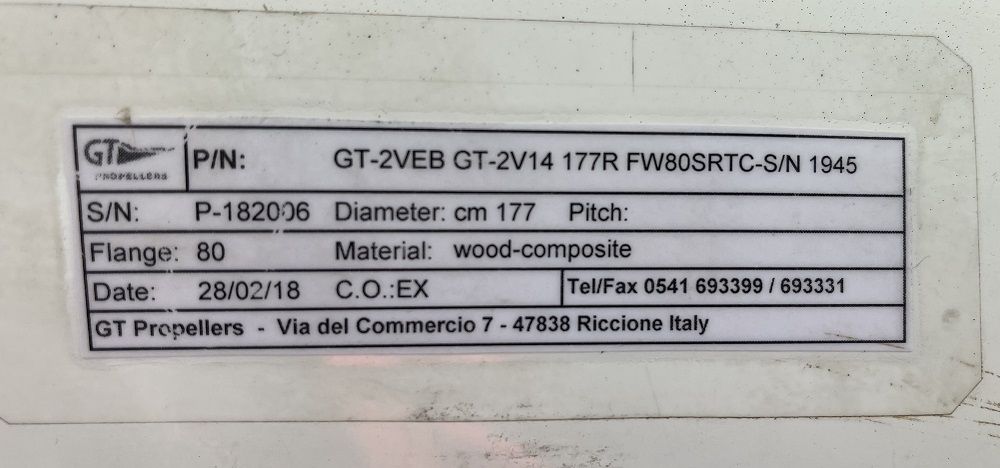 GT
PROPELLERS
P/N: GT-2VEB GT-2V14 177R FW80SRTC-S/N 1945
S/N: P-182006 Diameter: cm 177 Pitch:
Flange: 80 Material: wood-composite
Date: 28/02/18 C.O.:EX Tel/Fax 0541 693399 / 693331
GT Propellers - Via del Commercio 7 - 47838 Riccione Italy